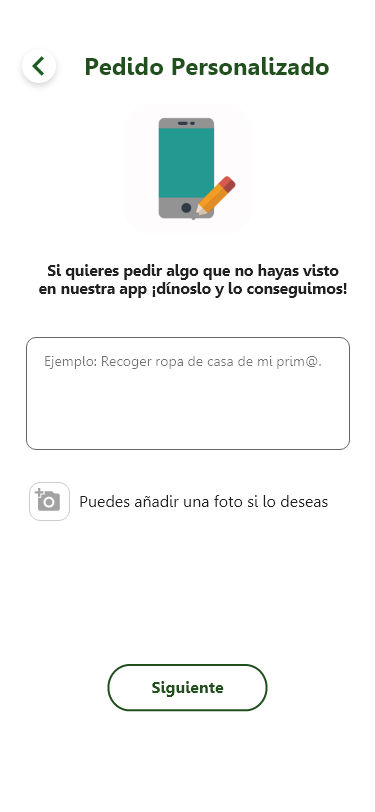 Pedido Personalizado
Si quieres pedir algo que no hayas visto
en nuestra app ¡dínoslo y lo conseguimos!
Ejemplo: Recoger ropa de casa de mi prim@.
Puedes añadir una foto si lo deseas
Siguiente